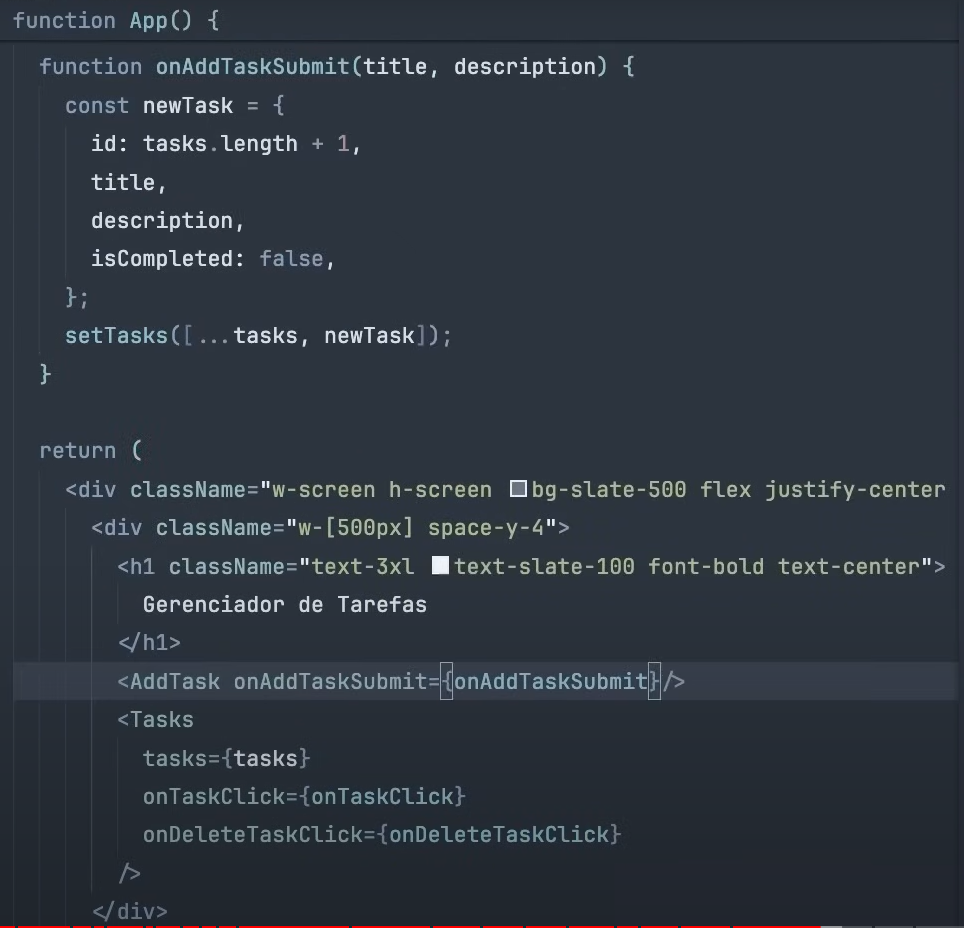 function App() {
function onAddTaskSubmit(title, description) {
const newTask = {
id: tasks.length + 1,
title,
description,
isCompleted: false,
};
setTasks([...tasks, newTask]);
}
return (
<div className="w-screen h-screen bg-slate-500 flex justify-center
<div className="w-[500px] space-y-4">
<h1 className="text-3xl text-slate-100 font-bold text-center">
Gerenciador de Tarefas
</h1>
<AddTask onAddTaskSubmit={onAddTaskSubmit}/>
<Tasks
tasks={tasks}
onTaskClick={onTaskClick}
onDeleteTaskClick={onDeleteTaskClick}
/>
</div>